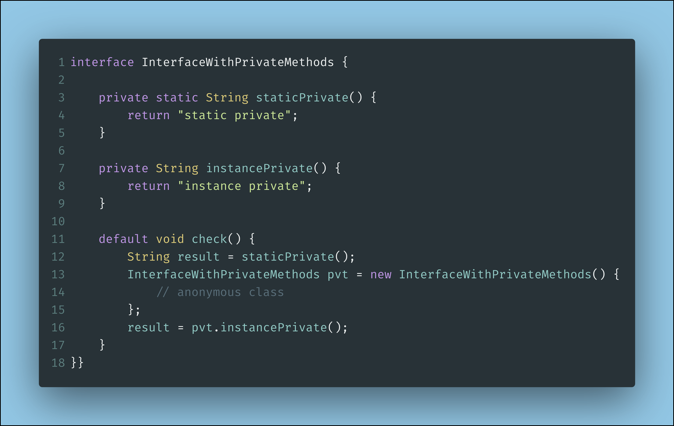 1 interface InterfaceWithPrivateMethods {
2
3     private static String staticPrivate() {
4         return "static private";
5     }
6
7     private String instancePrivate() {
8         return "instance private";
9     }
10
11     default void check() {
12         String result = staticPrivate();
13         InterfaceWithPrivateMethods pvt = new InterfaceWithPrivateMethods() {
14             // anonymous class
15         };
16         result = pvt.instancePrivate();
17     }
18 }}